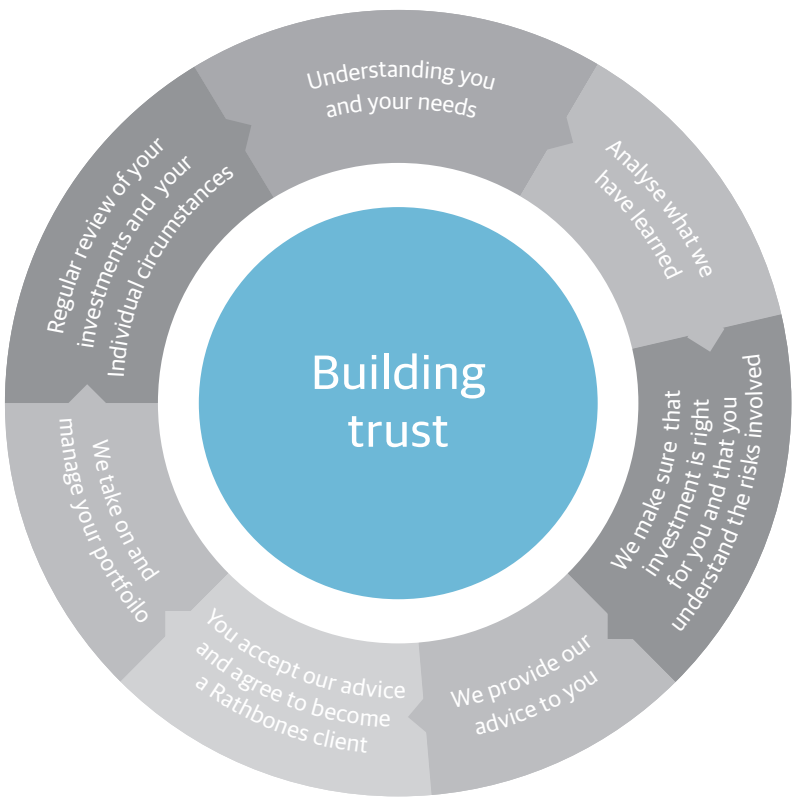 Understanding you
and your needs
Analyse what we
have learned
We make sure that
investment is right
for you and that you
understand the risks involved
We provide our
advice to you
You accept our advice
and agree to become
a Rathbones client
We take on and
manage your portfoilo
Regular review of your
investments and your
Individual circumstances
Building
trust